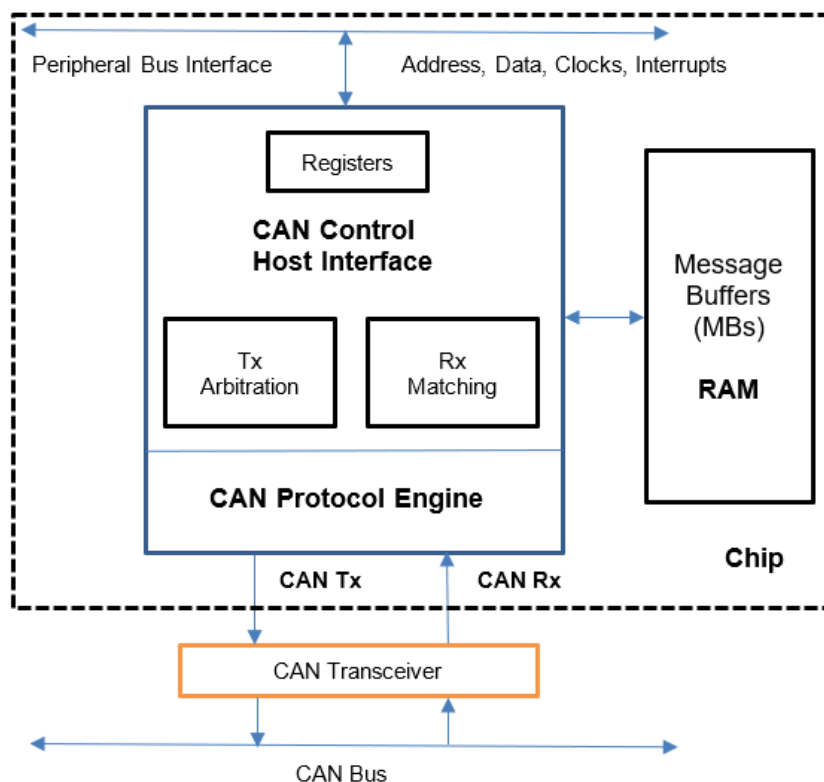 Peripheral Bus Interface
Address, Data, Clocks, Interrupts
Registers
CAN Control
Host Interface
Tx
Arbitration
Rx
Matching
CAN Protocol Engine
Message
Buffers
(MBs)
RAM
Chip
CAN Tx
CAN Rx
CAN Transceiver
CAN Bus